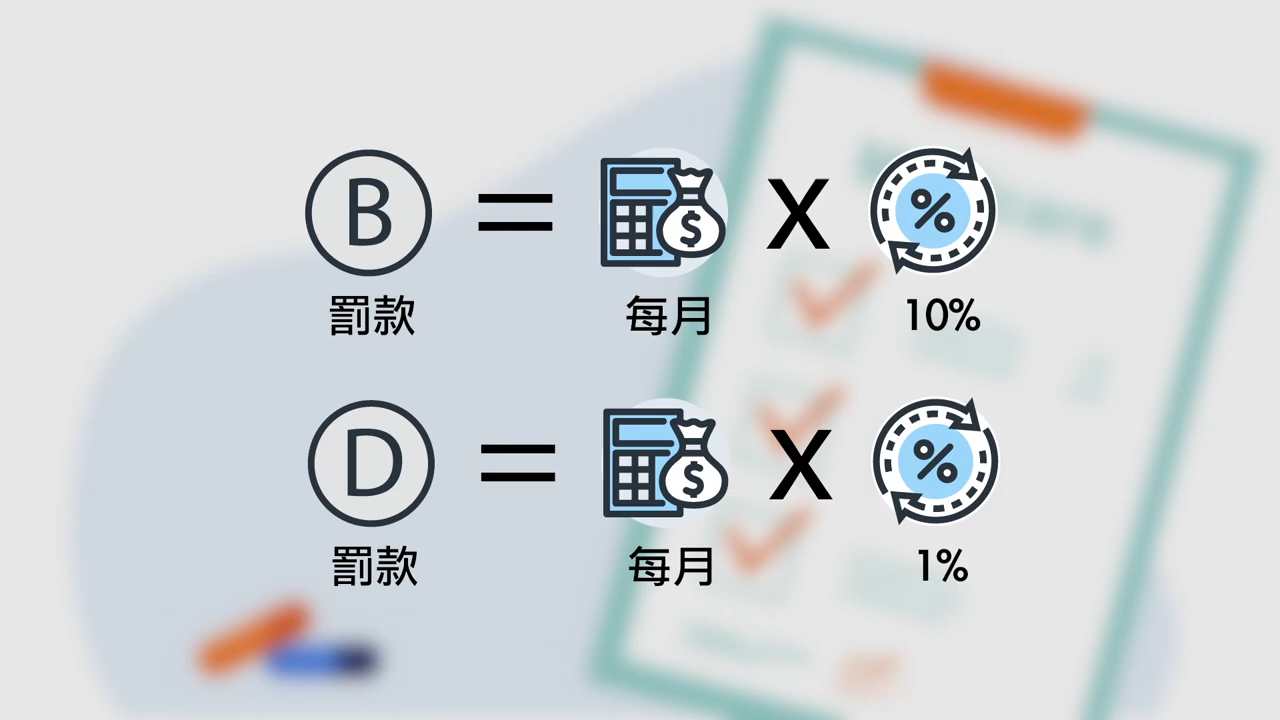 B = X
罰款 每月 10%
D = X
罰款 每月 1%